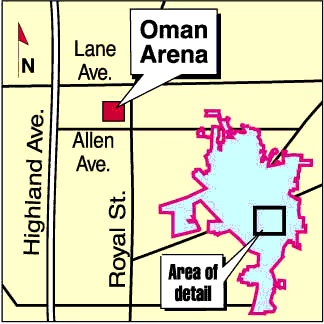 Oman
Arena
Lane
Ave.
N
Allen
Ave.
Highland Ave.
Royal St.
Area of
detail